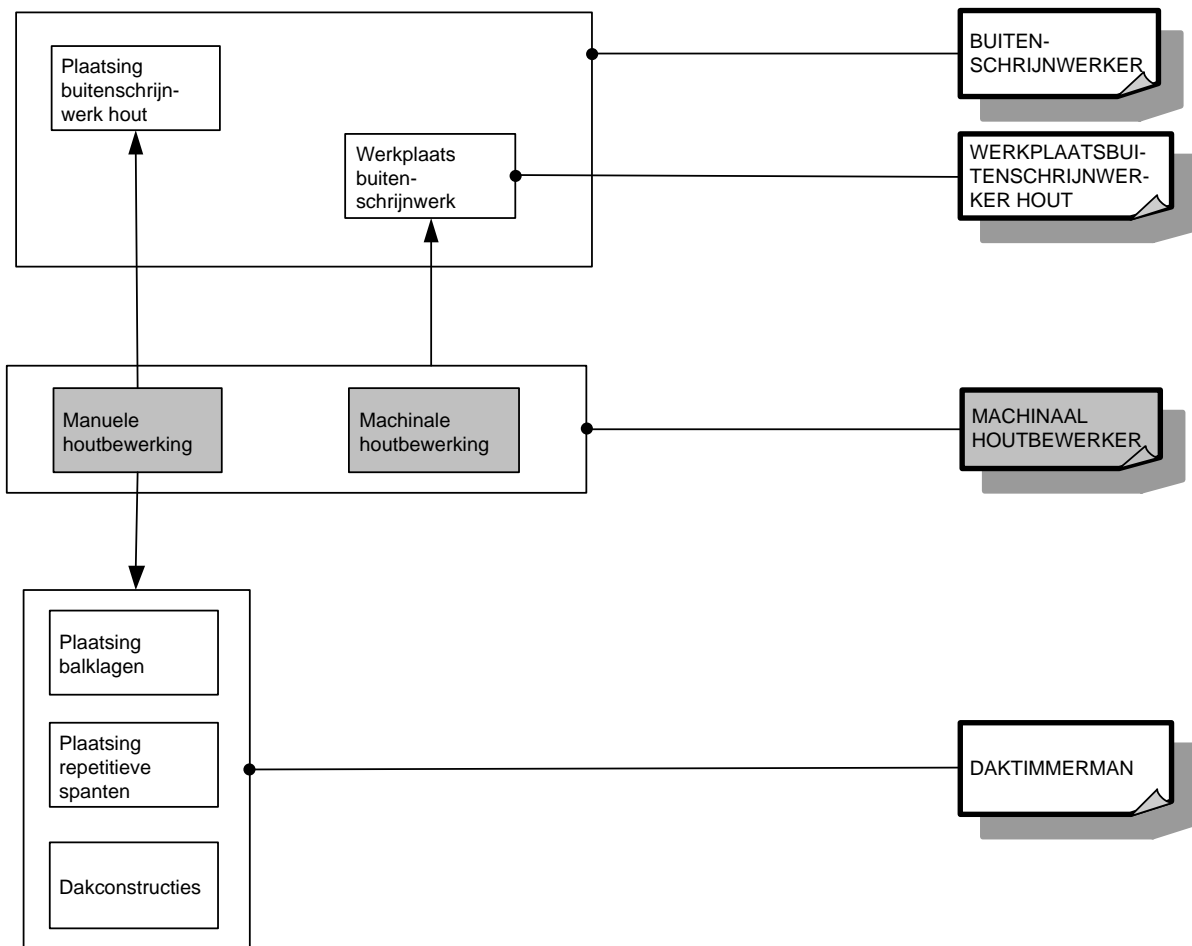 Plaatsing
buitenschrijn-
werk hout
BUITEN-
SCHRIJNWERKER
Werkplaats
buiten-
schrijnwerk
WERKPLAATSBUI-
TENSCHRIJNWER-
KER HOUT
Manuele
houtbewerking
Machinale
houtbewerking
MACHINAAL
HOUTBEWERKER
Plaatsing
balklagen
Plaatsing
repetitieve
spanten
DAKTIMMERMAN
Dakconstructies